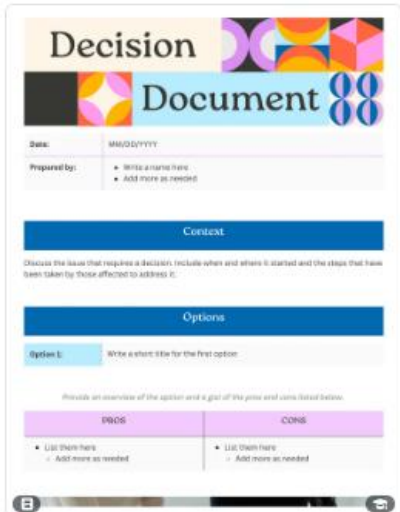 Decision
Document
Date: MM/DD/YYYY
Prepared by: • Write a name here
• Add more as needed
Context
Discuss the issue that requires a decision. Include when and where it started and the steps that have
been taken by those affected to address it.
Options
Option 1: Write a short title for the first option
Provide an overview of the option and a gist of the pros and cons listed below.
PROS CONS
• List them here • List them here
◦ Add more as needed ◦ Add more as needed